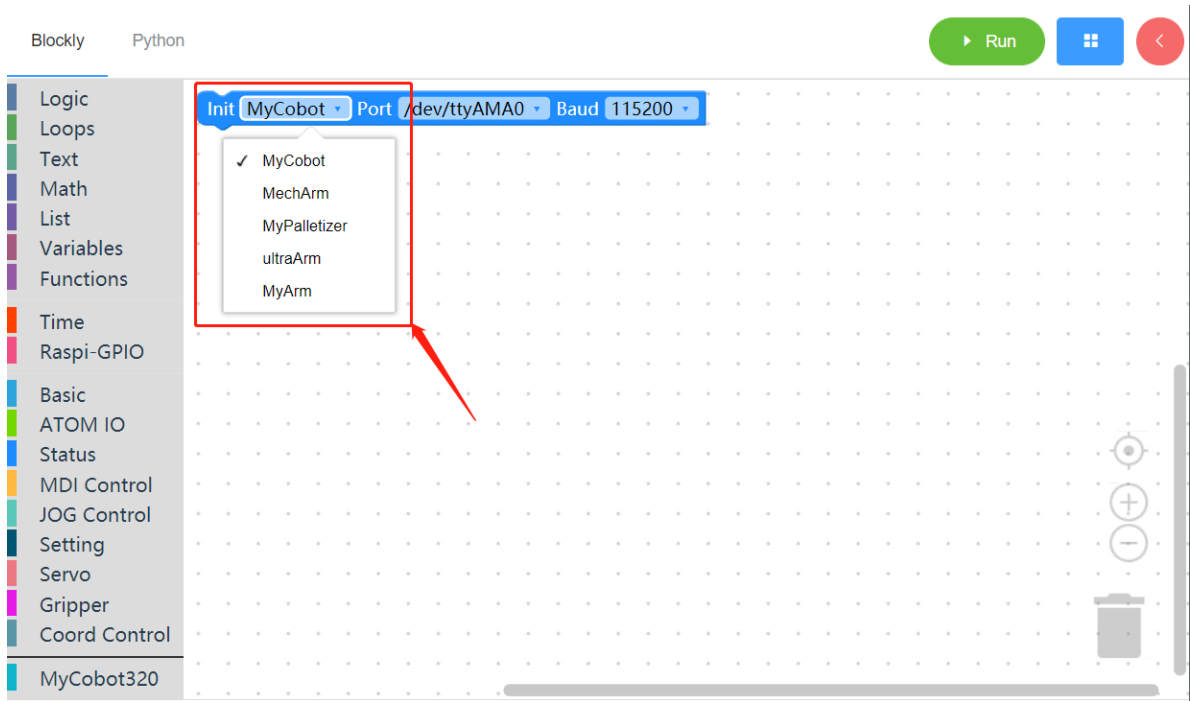 Blockly Python Run
Logic
Loops
Text
Math
List
Variables
Functions
Time
Raspi-GPIO
Basic
ATOM IO
Status
MDI Control
JOG Control
Setting
Servo
Gripper
Coord Control
MyCobot320
Init MyCobot Port /dev/ttyAMA0 Baud 115200
MyCobot
MechArm
MyPalletizer
ultraArm
MyArm